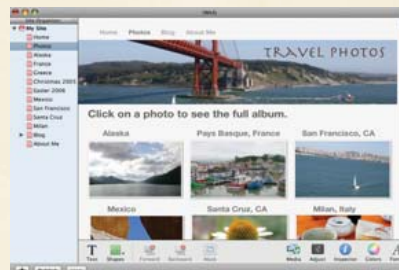 iWeb
Site Organizer
My Site
Home
Photos
Alaska
France
Greece
Christmas 2005
Easter 2006
Mexico
San Francisco
Santa Cruz
Milan
Blog
About Me
Home Photos Blog About Me
TRAVEL PHOTOS
Click on a photo to see the full album.
Alaska Pays Basque, France San Francisco, CA
Mexico Santa Cruz, CA Milan, Italy
Text Shapes Forward Backward Mask Media Adjust Inspector Colors